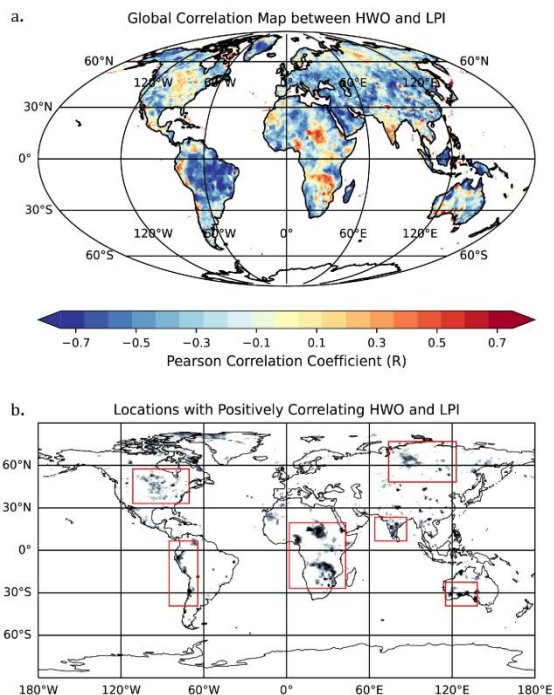 a.
Global Correlation Map between HWO and LPI
60°N 60°N
120°W 60°W 60°E 120°E
30°N 30°N
0° 0°
30°S 30°S
120°W 60°W 0° 60°E 120°E
60°S 60°S
−0.7 −0.5 −0.3 −0.1 0.1 0.3 0.5 0.7
Pearson Correlation Coefficient (R)
b.
Locations with Positively Correlating HWO and LPI
60°N
30°N
0°
30°S
60°S
180°W 120°W 60°W 0° 60°E 120°E 180°E